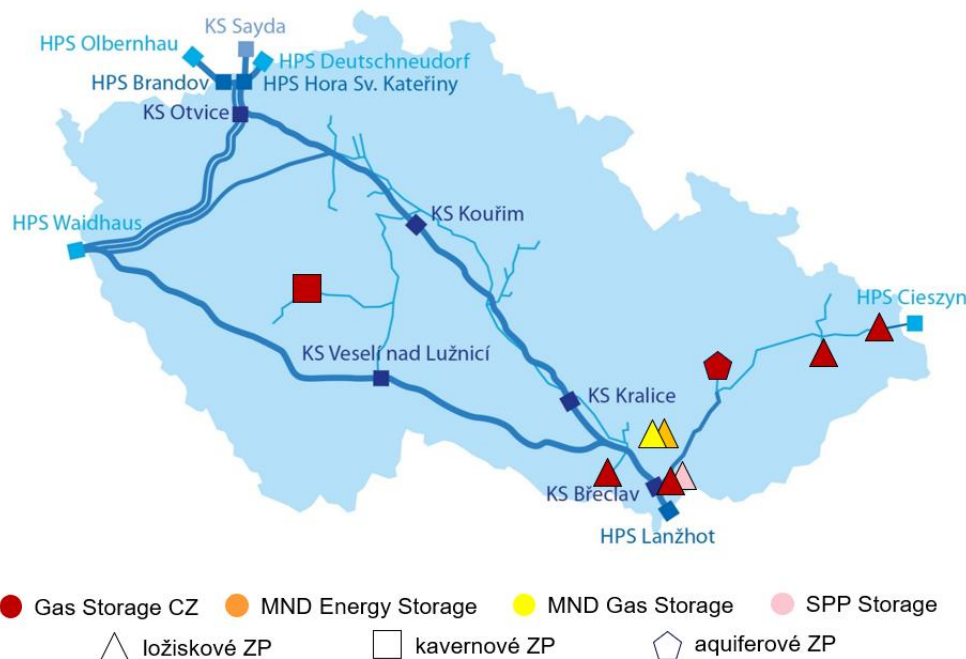 KS Sayda
HPS Olbernhau
HPS Deutschneudorf
HPS Brandov
HPS Hora Sv. Kateřiny
KS Otvice
HPS Waidhaus
KS Kouřim
HPS Cieszyn
KS Veselí nad Lužnicí
KS Kralice
KS Břeclav
HPS Lanžhot
Gas Storage CZ
MND Energy Storage
MND Gas Storage
SPP Storage
ložiskové ZP
kavernové ZP
aquiferové ZP